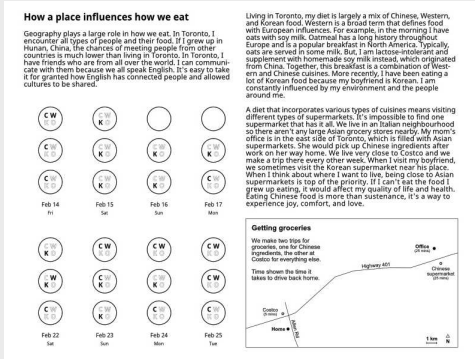 How a place influences how we eat
Geography plays a large role in how we eat. In Toronto, I
encounter all types of people and their food. If I grew up in
Hunan, China, the chances of meeting people from other
countries is much lower than living in Toronto. In Toronto, I
have friends who are from all over the world. I can communi-
cate with them because we all speak English. It's easy to take
it for granted how English has connected people and allowed
cultures to be shared.
C W
K O
C W
K O
C W
K O
C W
K O
C W
K O
C W
K O
C W
K O
C W
K O
C W
K O
C W
K O
Feb 14
Fri
Feb 15
Sat
Feb 16
Sun
Feb 17
Mon
C W
K O
C W
K O
C W
K O
C W
K O
C W
K O
C W
K O
C W
K O
C W
K O
C W
K O
C W
K O
C W
K O
C W
K O
Feb 22
Sat
Feb 23
Sun
Feb 24
Mon
Feb 25
Tue
Living in Toronto, my diet is largely a mix of Chinese, Western,
and Korean food. Western is a broad term that defines food
with European influences. For example, in the morning I have
oats with soy milk. Oatmeal has a long history throughout
Europe and is a popular breakfast in North America. Typically,
oats are served in some milk. But, I am lactose-intolerant and
supplement with homemade soy milk instead, which originated
from China. Together, this breakfast is a combination of West-
ern and Chinese cuisines. More recently, I have been eating a
lot of Korean food because my boyfriend is Korean. I am
constantly influenced by my environment and the people
around me.
A diet that incorporates various types of cuisines means visiting
different types of supermarkets. It's impossible to find one
supermarket that has it all. We live in an Italian neighbourhood
so there aren't any large Asian grocery stores nearby. My mom's
office is in the east side of Toronto, which is filled with Asian
supermarkets. She would pick up Chinese ingredients after
work on her way home. We live very close to Costco and we
make a trip there every other week. When I visit my boyfriend,
we sometimes visit the Korean supermarket near his place.
When I think about where I want to live, being close to Asian
supermarkets is top of the priority. If I can't eat the food I
grew up eating, it would affect my quality of life and health.
Eating Chinese food is more than sustenance, it's a way to
experience joy, comfort, and love.
Getting groceries
We make two trips for
groceries, one for Chinese
ingredients, the other at
Costco for everything else.
Time shown the time it
takes to drive back home.
Office
(25 mins)
Chinese
supermarket
(25 mins)
Highway 401
Costco
(5 mins)
Allen Rd
Home
1 km
N